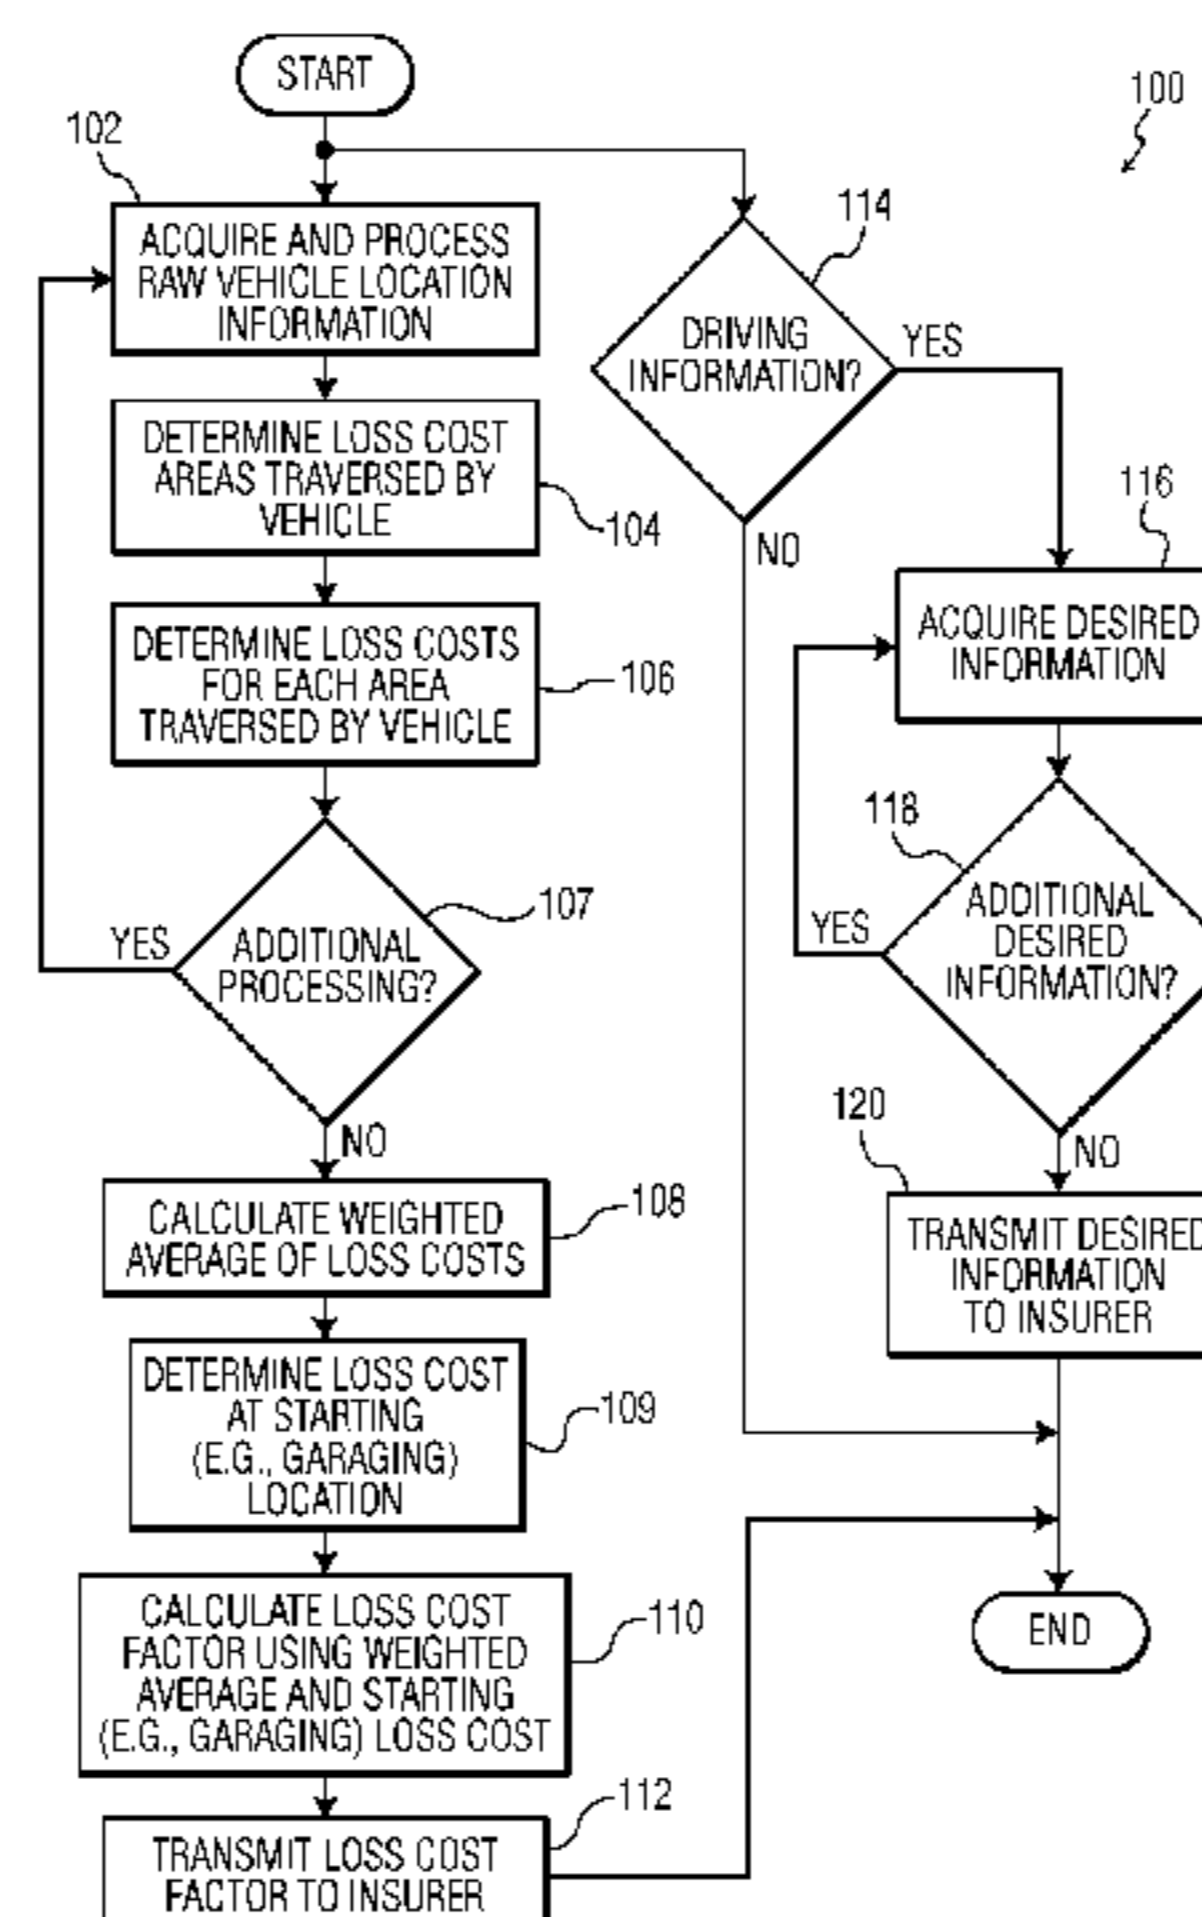 START
100
102
ACQUIRE AND PROCESS
RAW VEHICLE LOCATION
INFORMATION
DETERMINE LOSS COST
AREAS TRAVERSED BY
VEHICLE
104
DETERMINE LOSS COSTS
FOR EACH AREA
TRAVERSED BY VEHICLE
106
107
YES
ADDITIONAL
PROCESSING?
NO
CALCULATE WEIGHTED
AVERAGE OF LOSS COSTS
108
DETERMINE LOSS COST
AT STARTING
(E.G., GARAGING)
LOCATION
109
CALCULATE LOSS COST
FACTOR USING WEIGHTED
AVERAGE AND STARTING
(E.G., GARAGING) LOSS COST
110
112
TRANSMIT LOSS COST
FACTOR TO INSURER
114
DRIVING
INFORMATION?
YES
NO
116
ACQUIRE DESIRED
INFORMATION
118
YES
ADDITIONAL
DESIRED
INFORMATION?
NO
120
TRANSMIT DESIRED
INFORMATION
TO INSURER
END